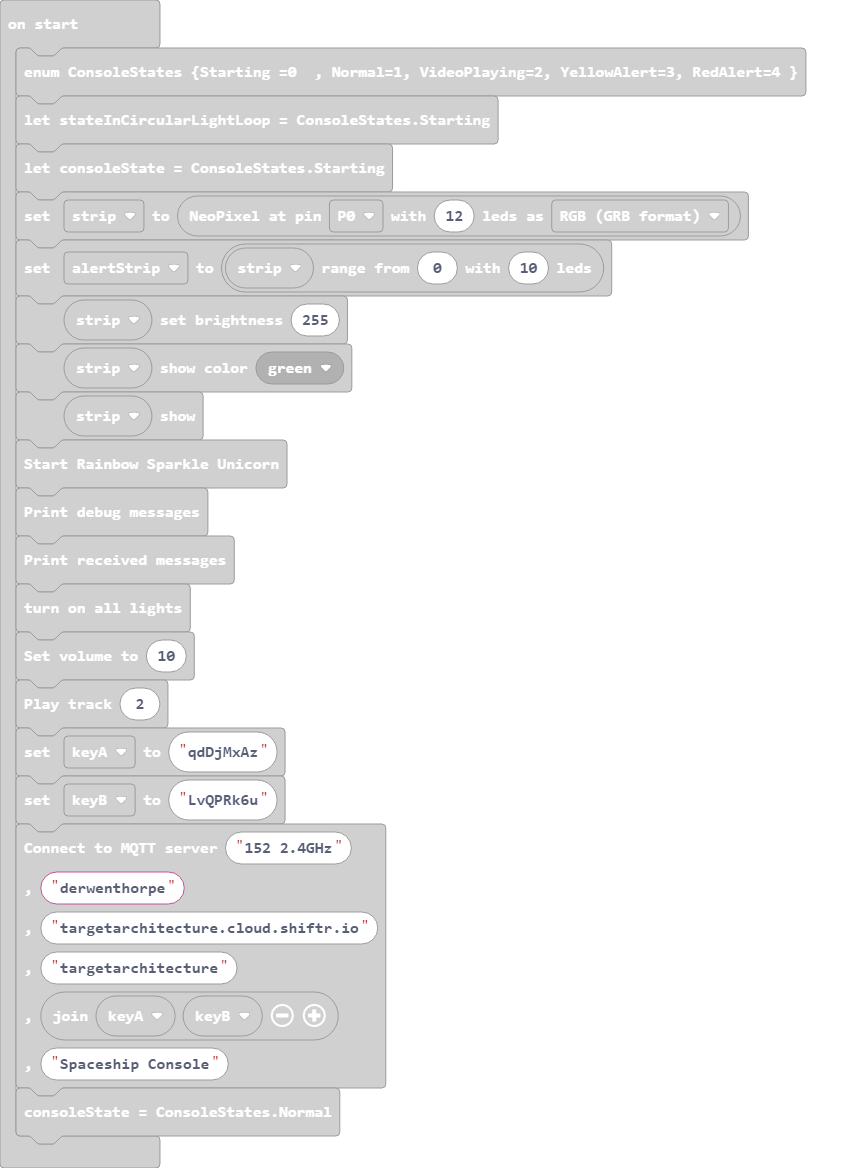 on start
enum ConsoleStates {Starting =0  , Normal=1, VideoPlaying=2, YellowAlert=3, RedAlert=4 }
let stateInCircularLightLoop = ConsoleStates.Starting
let consoleState = ConsoleStates.Starting
set strip to NeoPixel at pin P0 with 12 leds as RGB (GRB format)
set alertStrip to strip range from 0 with 10 leds
strip set brightness 255
strip show color green
strip show
Start Rainbow Sparkle Unicorn
Print debug messages
Print received messages
turn on all lights
Set volume to 10
Play track 2
set keyA to "qdDjMxAz"
set keyB to "LvQPRk6u"
Connect to MQTT server "152 2.4GHz"
, "derwenthorpe"
, "targetarchitecture.cloud.shiftr.io"
, "targetarchitecture"
, join keyA keyB
, "Spaceship Console"
consoleState = ConsoleStates.Normal